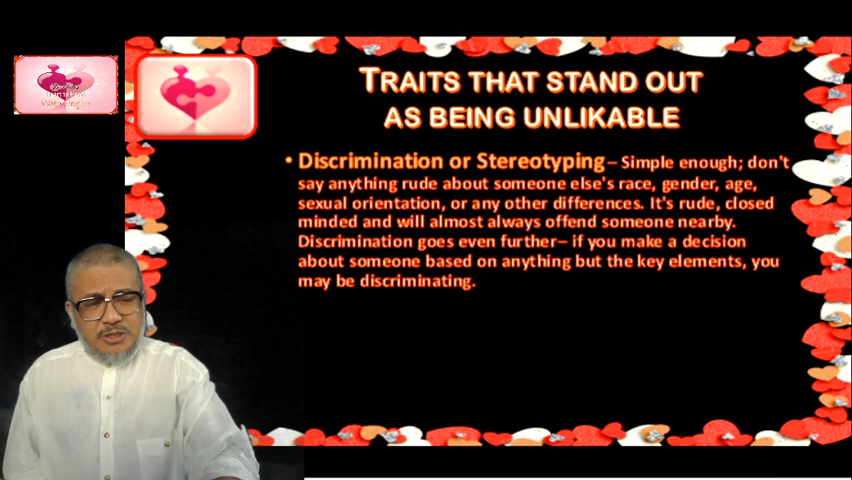 TRAITS THAT STAND OUT
AS BEING UNLIKABLE
• Discrimination or Stereotyping– Simple enough; don't
say anything rude about someone else's race, gender, age,
sexual orientation, or any other differences. It's rude, closed
minded and will almost always offend someone nearby.
Discrimination goes even further– if you make a decision
about someone based on anything but the key elements, you
may be discriminating.